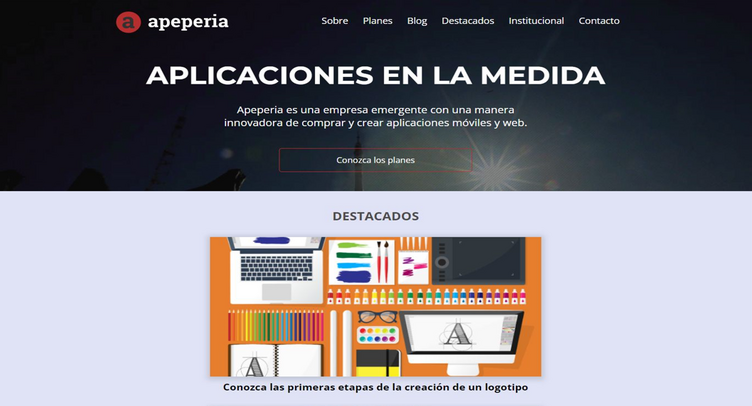 a apeperia
Sobre Planes Blog Destacados Institucional Contacto
APLICACIONES EN LA MEDIDA
Apeperia es una empresa emergente con una manera
innovadora de comprar y crear aplicaciones móviles y web.
Conozca los planes
DESTACADOS
A
A
Conozca las primeras etapas de la creación de un logotipo